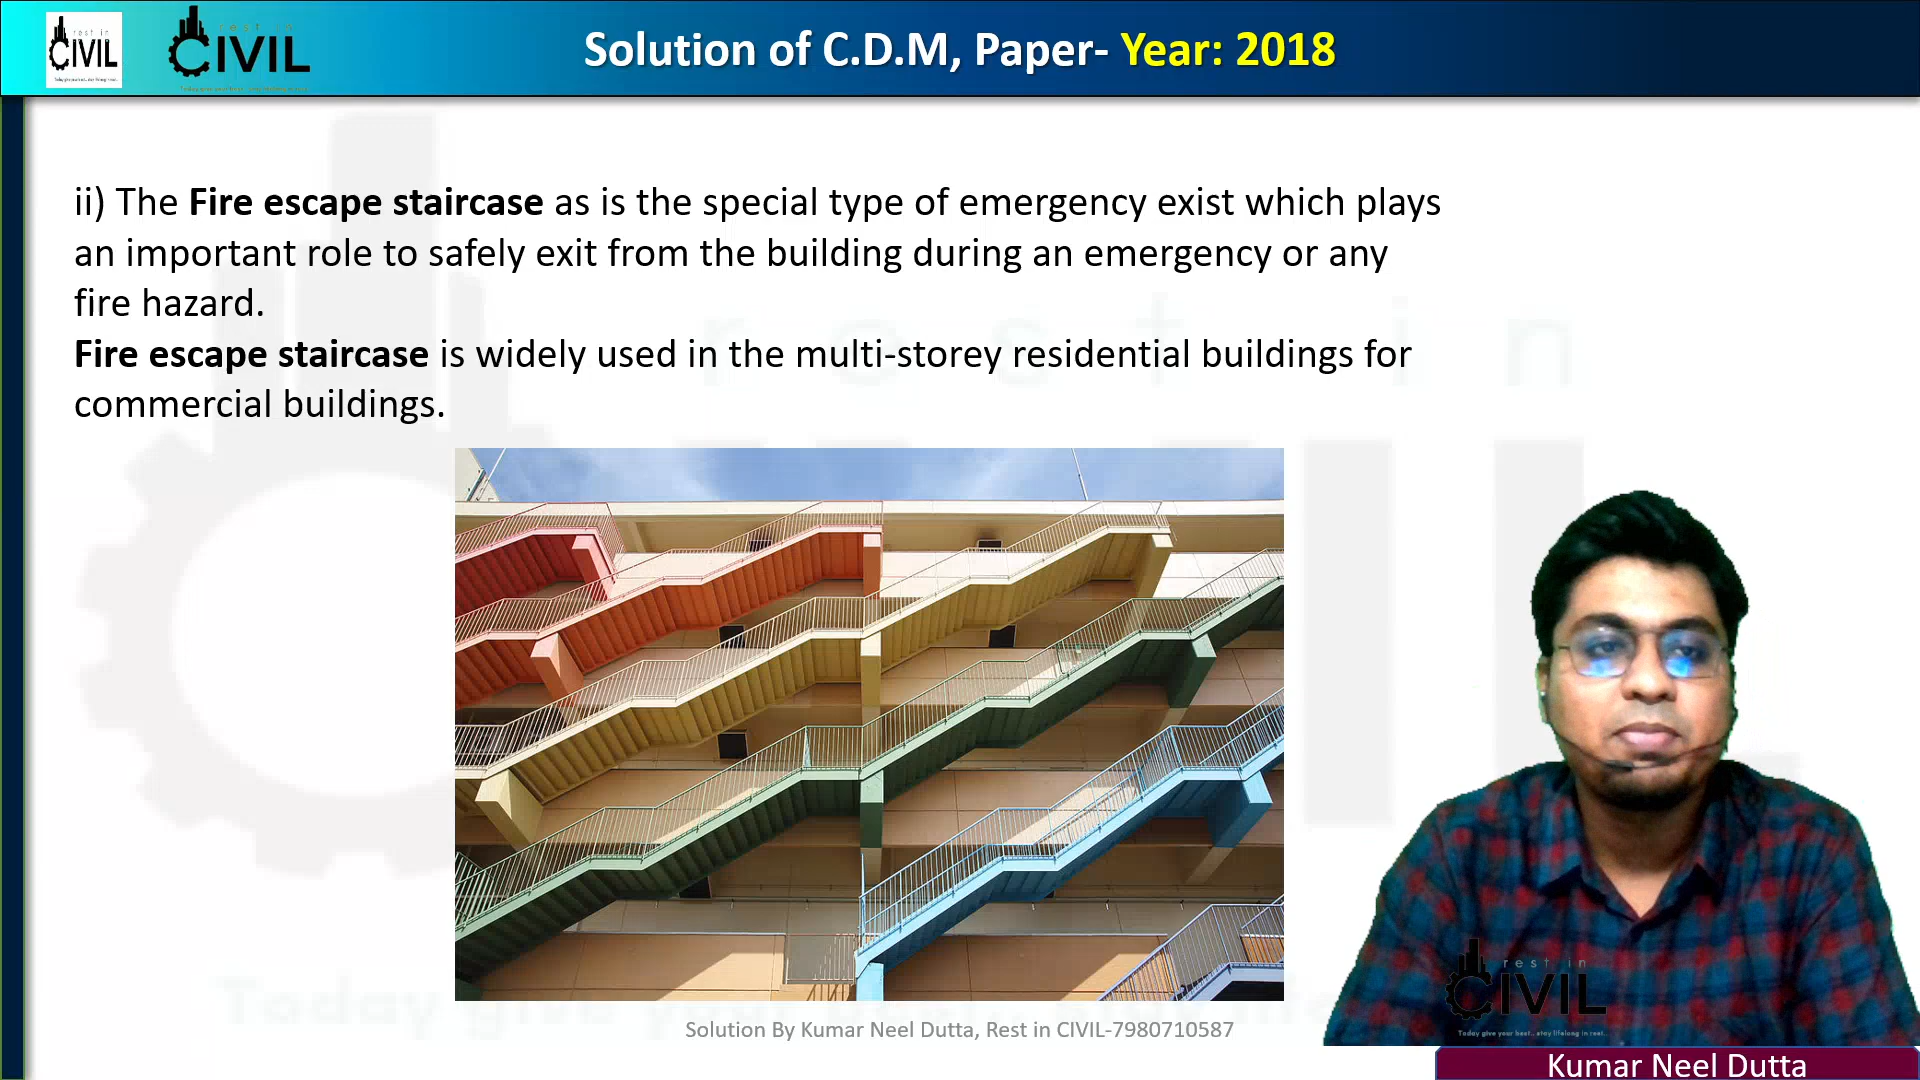 rest in
CIVIL
rest in
CIVIL
Solution of C.D.M, Paper- Year: 2018
ii) The Fire escape staircase as is the special type of emergency exist which plays
an important role to safely exit from the building during an emergency or any
fire hazard.
Fire escape staircase is widely used in the multi-storey residential buildings for
commercial buildings.
rest in
CIVIL
Today give your best.. stay lifelong in rest..
Solution By Kumar Neel Dutta, Rest in CIVIL-7980710587
Kumar Neel Dutta